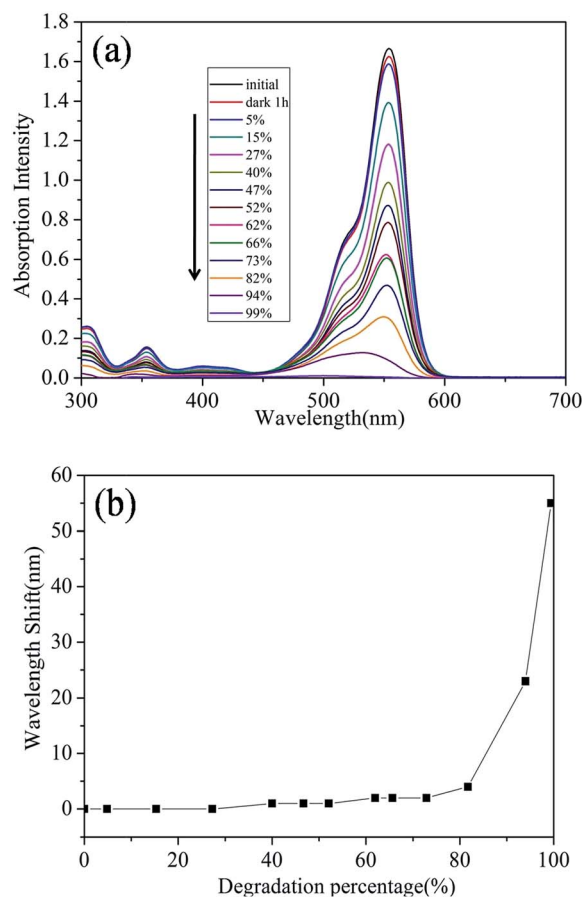 (a)
1.8
1.6
1.4
1.2
1.0
0.8
0.6
0.4
0.2
0.0
Absorption Intensity
initial
dark 1h
5%
15%
27%
40%
47%
52%
62%
66%
73%
82%
94%
99%
300 400 500 600 700
Wavelength(nm)
(b)
60
50
40
30
20
10
0
Wavelength Shift(nm)
0 20 40 60 80 100
Degradation percentage(%)